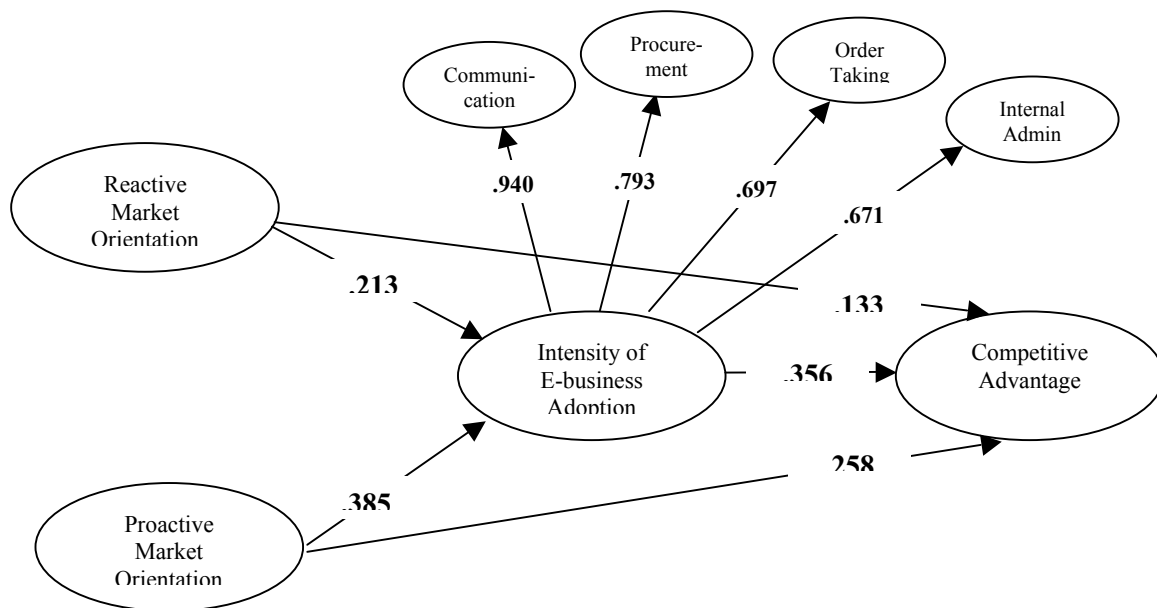 Communi-
cation
Procure-
ment
Order
Taking
Internal
Admin
Reactive
Market
Orientation
.940
.793
.697
.671
.213
.133
Intensity of
E-business
Adoption
.356
Competitive
Advantage
.385
258
Proactive
Market
Orientation